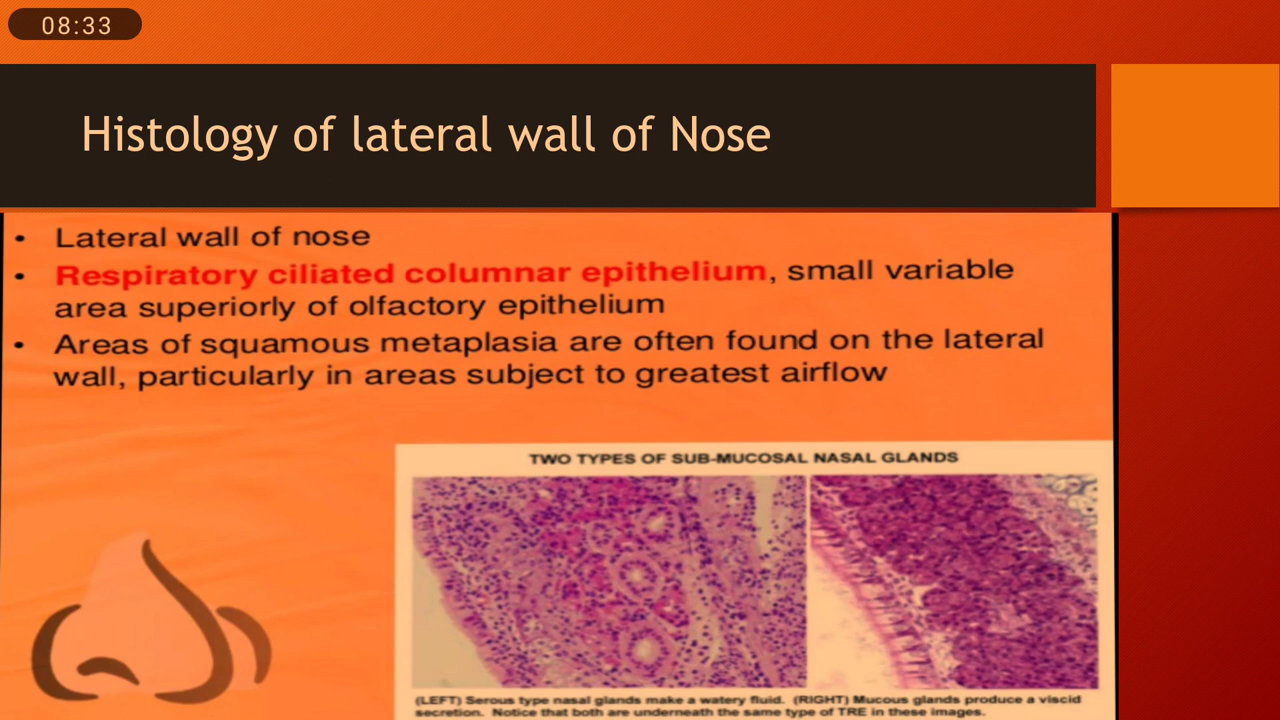 08:33
Histology of lateral wall of Nose
• Lateral wall of nose
• Respiratory ciliated columnar epithelium, small variable
area superiorly of olfactory epithelium
• Areas of squamous metaplasia are often found on the lateral
wall, particularly in areas subject to greatest airflow
TWO TYPES OF SUB-MUCOSAL NASAL GLANDS
(LEFT) Serous type nasal glands make a watery fluid. (RIGHT) Mucous glands produce a viscid
secretion. Notice that both are underneath the same type of TRE in these images.